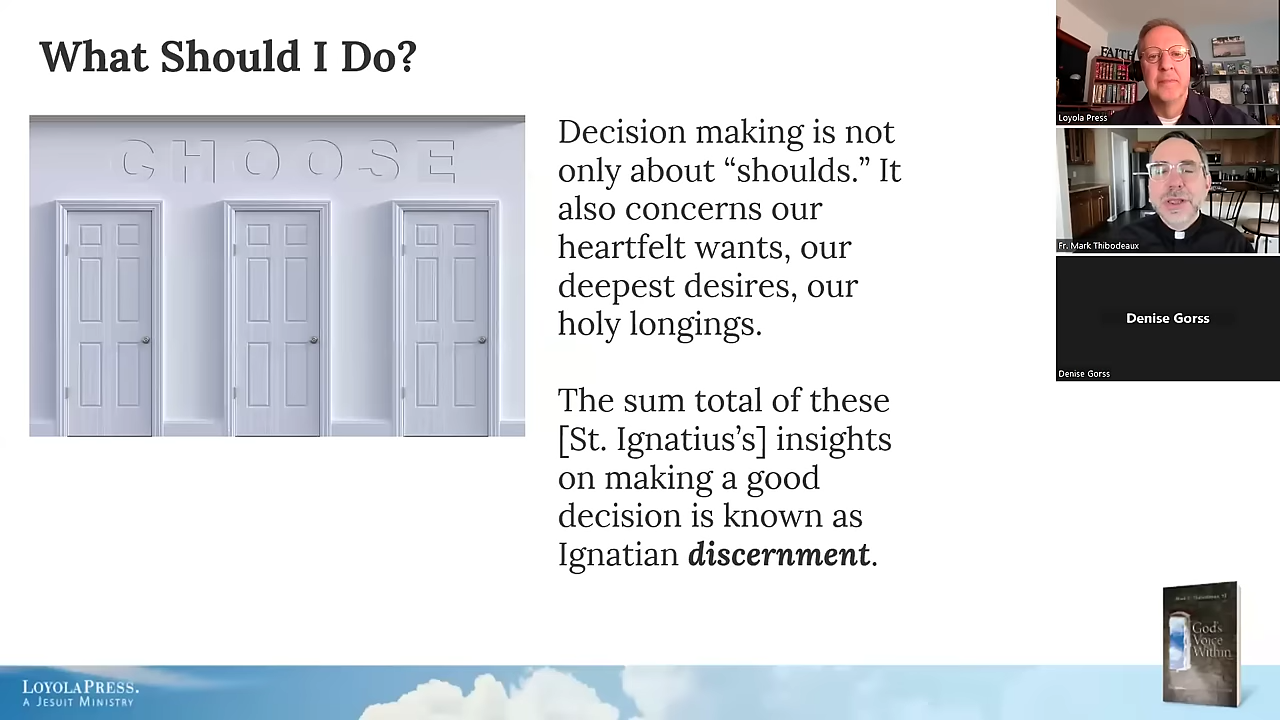 What Should I Do?
CHOOSE
Decision making is not
only about “shoulds.” It
also concerns our
heartfelt wants, our
deepest desires, our
holy longings.
The sum total of these
[St. Ignatius’s] insights
on making a good
decision is known as
Ignatian discernment.
FAITH
Loyola Press
Fr. Mark Thibodeaux
Denise Gorss
Denise Gorss
God's
Voice
Within
LOYOLAPRESS.
A JESUIT MINISTRY